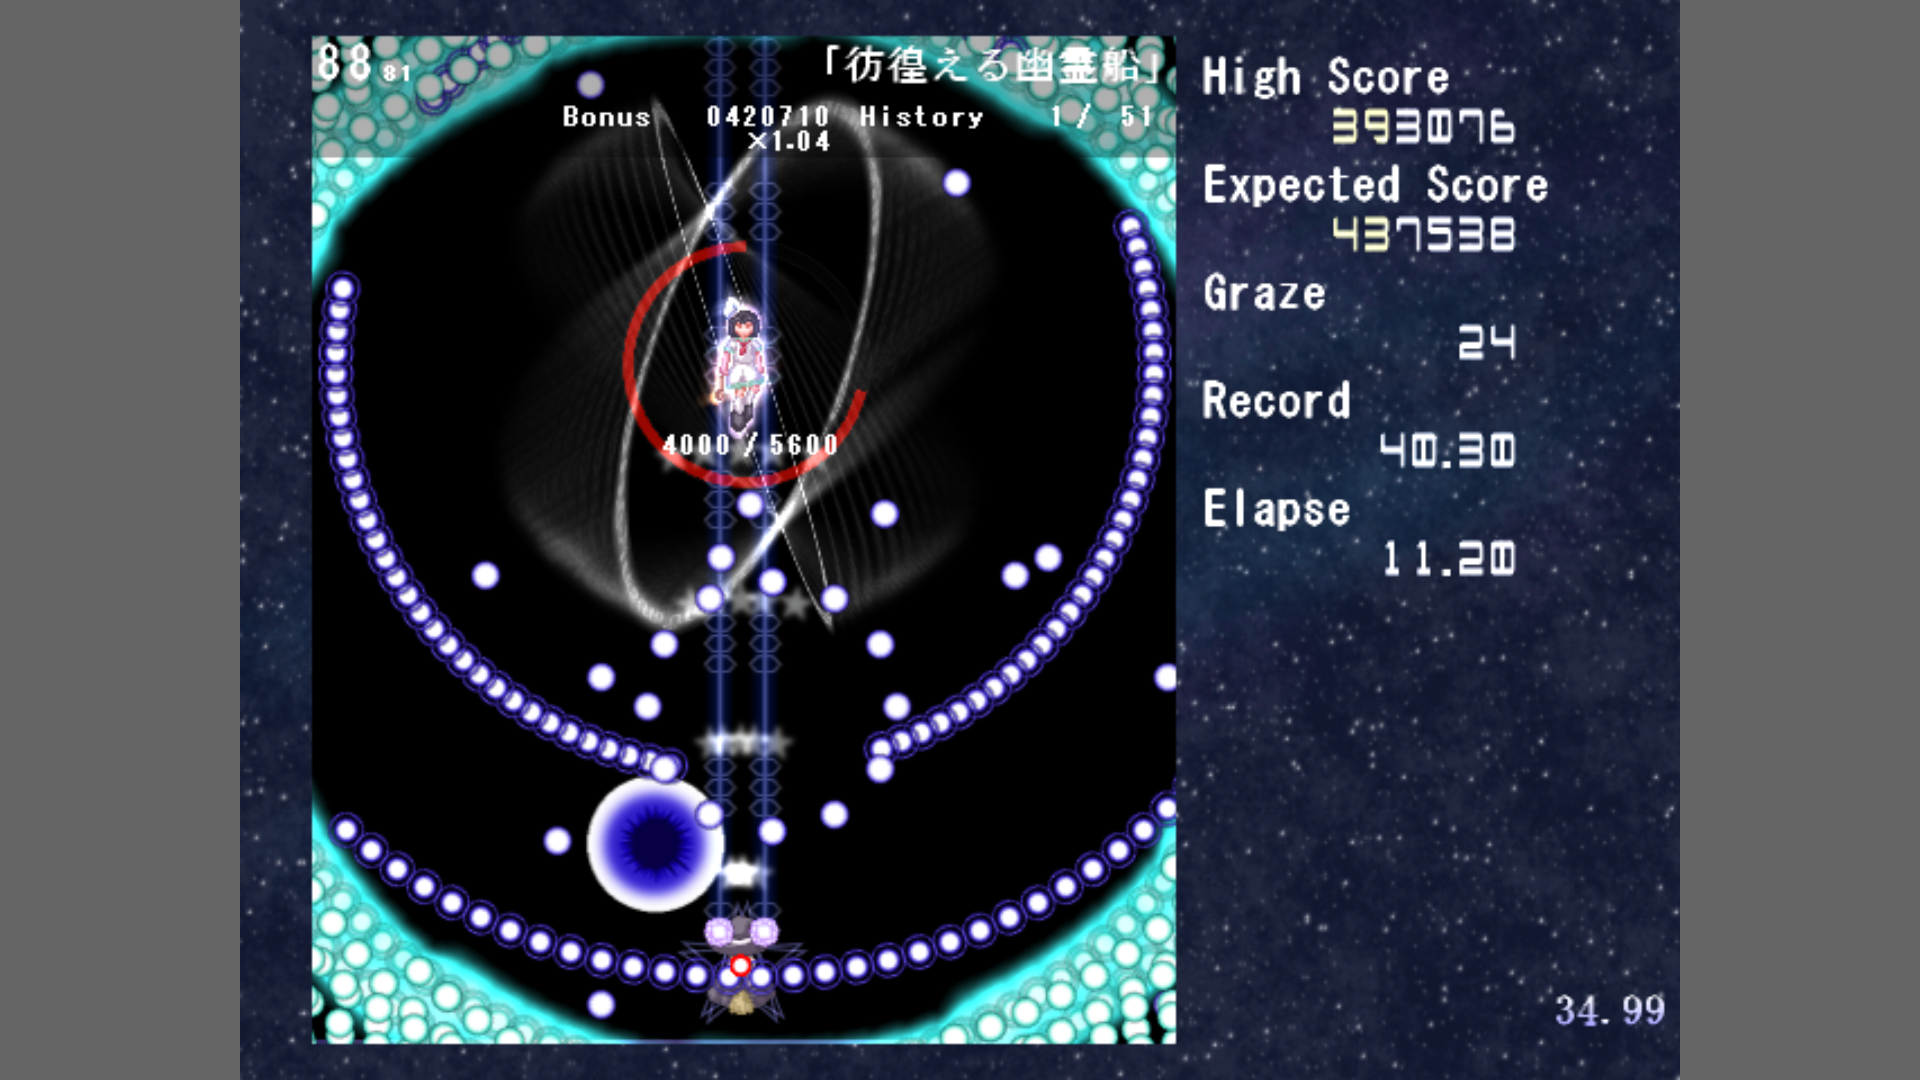 88 81 「彷徨える幽霊船」
Bonus 0420710 History 1/ 51
×1.04
4000 / 5600
High Score
393076
Expected Score
437538
Graze
24
Record
40.30
Elapse
11.20
34.99